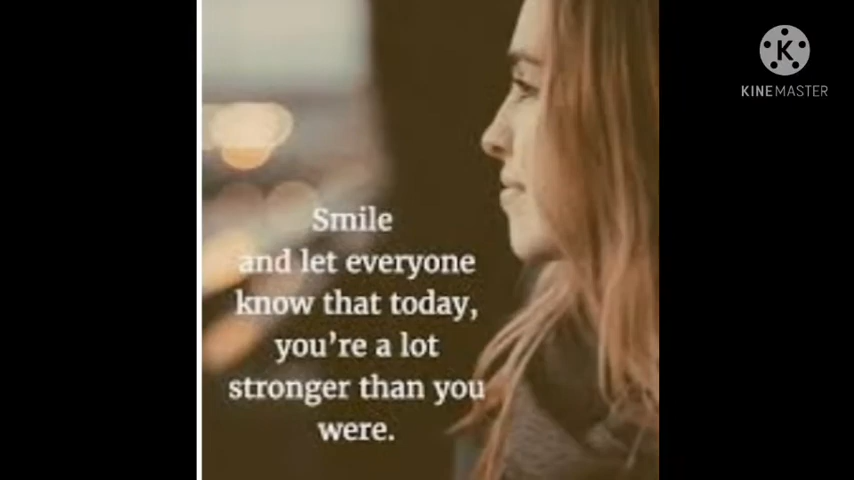 Smile
and let everyone
know that today,
you're a lot
stronger than you
were.
KINEMASTER